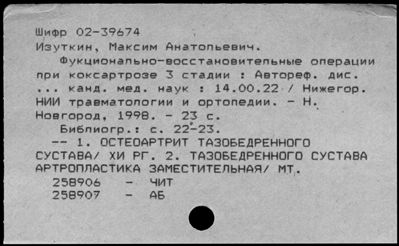 Шифр 02-39674
Изуткин, Максим Анатольевич.
Фукционально-восстановительные операции
при коксартрозе 3 стадии : Автореф. дис.
... канд. мед. наук : 14.00.22 / Нижегор.
НИИ травматологии и ортопедии. - Н.
Новгород, 1998. - 23 с.
Библиогр.: с. 22-23.
-- 1. ОСТЕОАРТРИТ ТАЗОБЕДРЕННОГО
СУСТАВА/ ХИ РГ. 2. ТАЗОБЕДРЕННОГО СУСТАВА
АРТРОПЛАСТИКА ЗАМЕСТИТЕЛЬНАЯ/ МТ.
258906 - ЧИТ
258907 - АБ